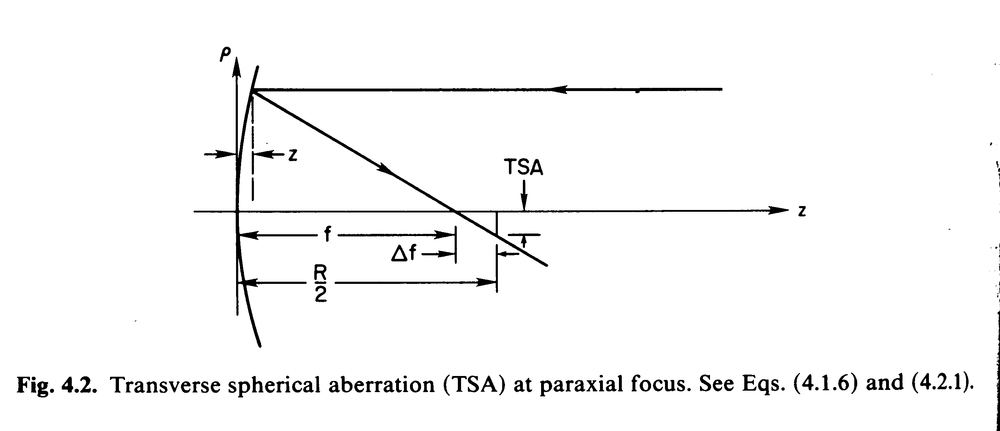 ρ
z
TSA
z
f
Δf
R
2
Fig. 4.2. Transverse spherical aberration (TSA) at paraxial focus. See Eqs. (4.1.6) and (4.2.1).